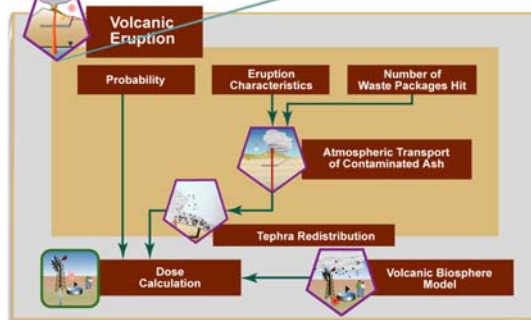 Volcanic
Eruption
Probability
Eruption
Characteristics
Number of
Waste Packages Hit
Atmospheric Transport
of Contaminated Ash
Tephra Redistribution
Dose
Calculation
Volcanic Biosphere
Model